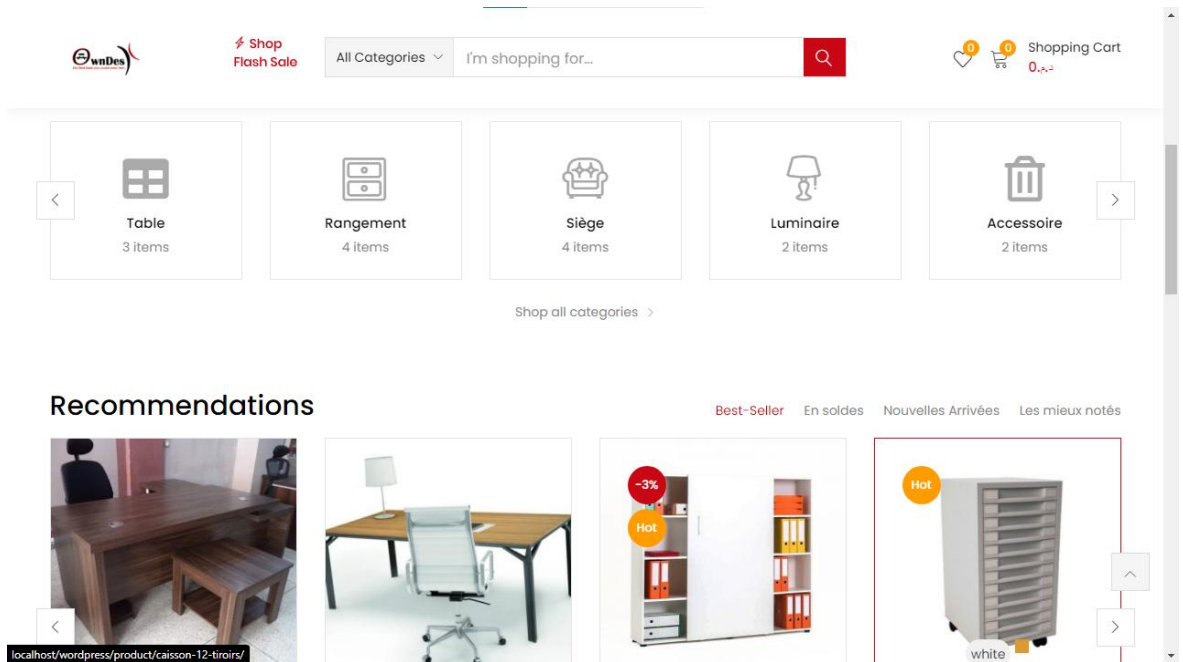 OwnDes
Shop
Flash Sale
All Categories
I'm shopping for...
0
0
Shopping Cart
0.د.م
Table
3 items
Rangement
4 items
Siège
4 items
Luminaire
2 items
Accessoire
2 items
Shop all categories
Recommendations
Best-Seller
En soldes
Nouvelles Arrivées
Les mieux notés
-3%
Hot
Hot
white
localhost/wordpress/product/caisson-12-tiroirs/